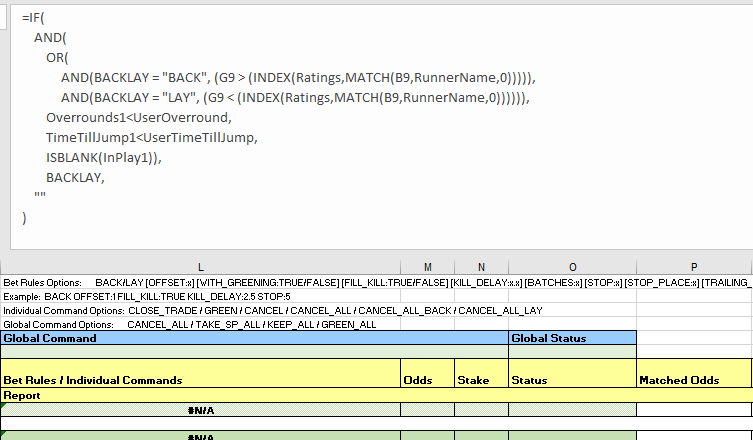 =IF(
AND(
OR(
AND(BACKLAY = "BACK", (G9 > (INDEX(Ratings,MATCH(B9,RunnerName,0))))),
AND(BACKLAY = "LAY", (G9 < (INDEX(Ratings,MATCH(B9,RunnerName,0)))))),
Overrounds1<UserOverround,
TimeTillJump1<UserTimeTillJump,
ISBLANK(InPlay1)),
BACKLAY,
""
)
L M N O P
Bet Rules Options: BACK/LAY [OFFSET:x] [WITH_GREENING:TRUE/FALSE] [FILL_KILL:TRUE/FALSE] [KILL_DELAY:x.x] [BATCHES:x] [STOP:x] [STOP_PLACE:x] [TRAILING_
Example: BACK OFFSET:1 FILL_KILL:TRUE KILL_DELAY:2.5 STOP:5
Individual Command Options: CLOSE_TRADE / GREEN / CANCEL / CANCEL_ALL / CANCEL_ALL_BACK / CANCEL_ALL_LAY
Global Command Options: CANCEL_ALL / TAKE_SP_ALL / KEEP_ALL / GREEN_ALL
Global Command Global Status
Bet Rules / Individual Commands Odds Stake Status Matched Odds
Report
#N/A
#N/A